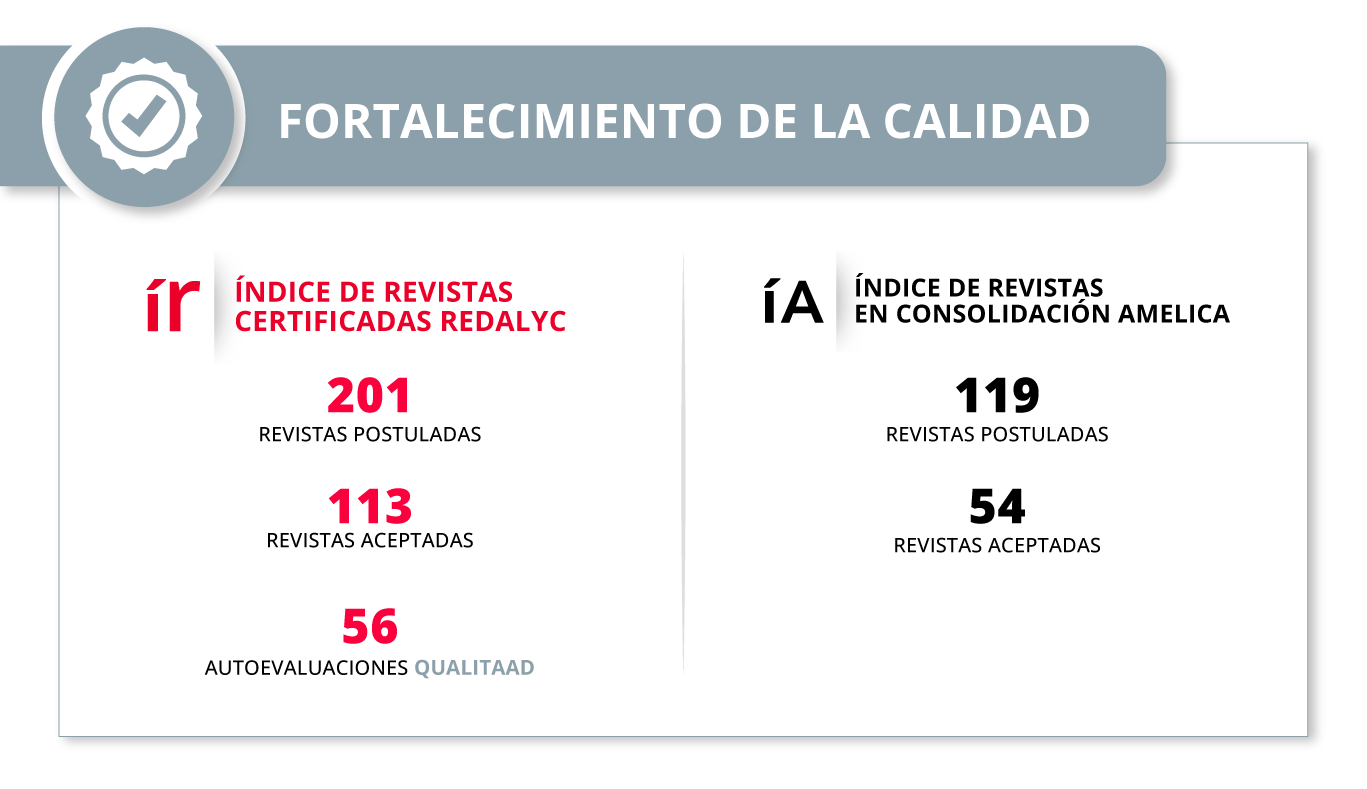 FORTALECIMIENTO DE LA CALIDAD
ír
ÍNDICE DE REVISTAS
CERTIFICADAS REDALYC
201
REVISTAS POSTULADAS
113
REVISTAS ACEPTADAS
56
AUTOEVALUACIONES QUALITAAD
íA
ÍNDICE DE REVISTAS
EN CONSOLIDACIÓN AMELICA
119
REVISTAS POSTULADAS
54
REVISTAS ACEPTADAS